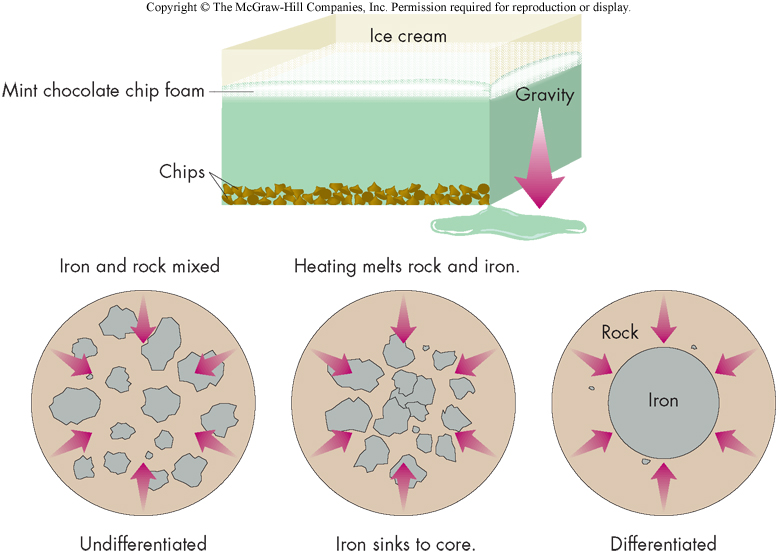 Copyright © The McGraw-Hill Companies, Inc. Permission required for reproduction or display.
Ice cream
Mint chocolate chip foam
Gravity
Chips
Iron and rock mixed
Heating melts rock and iron.
Rock
Iron
Undifferentiated
Iron sinks to core.
Differentiated